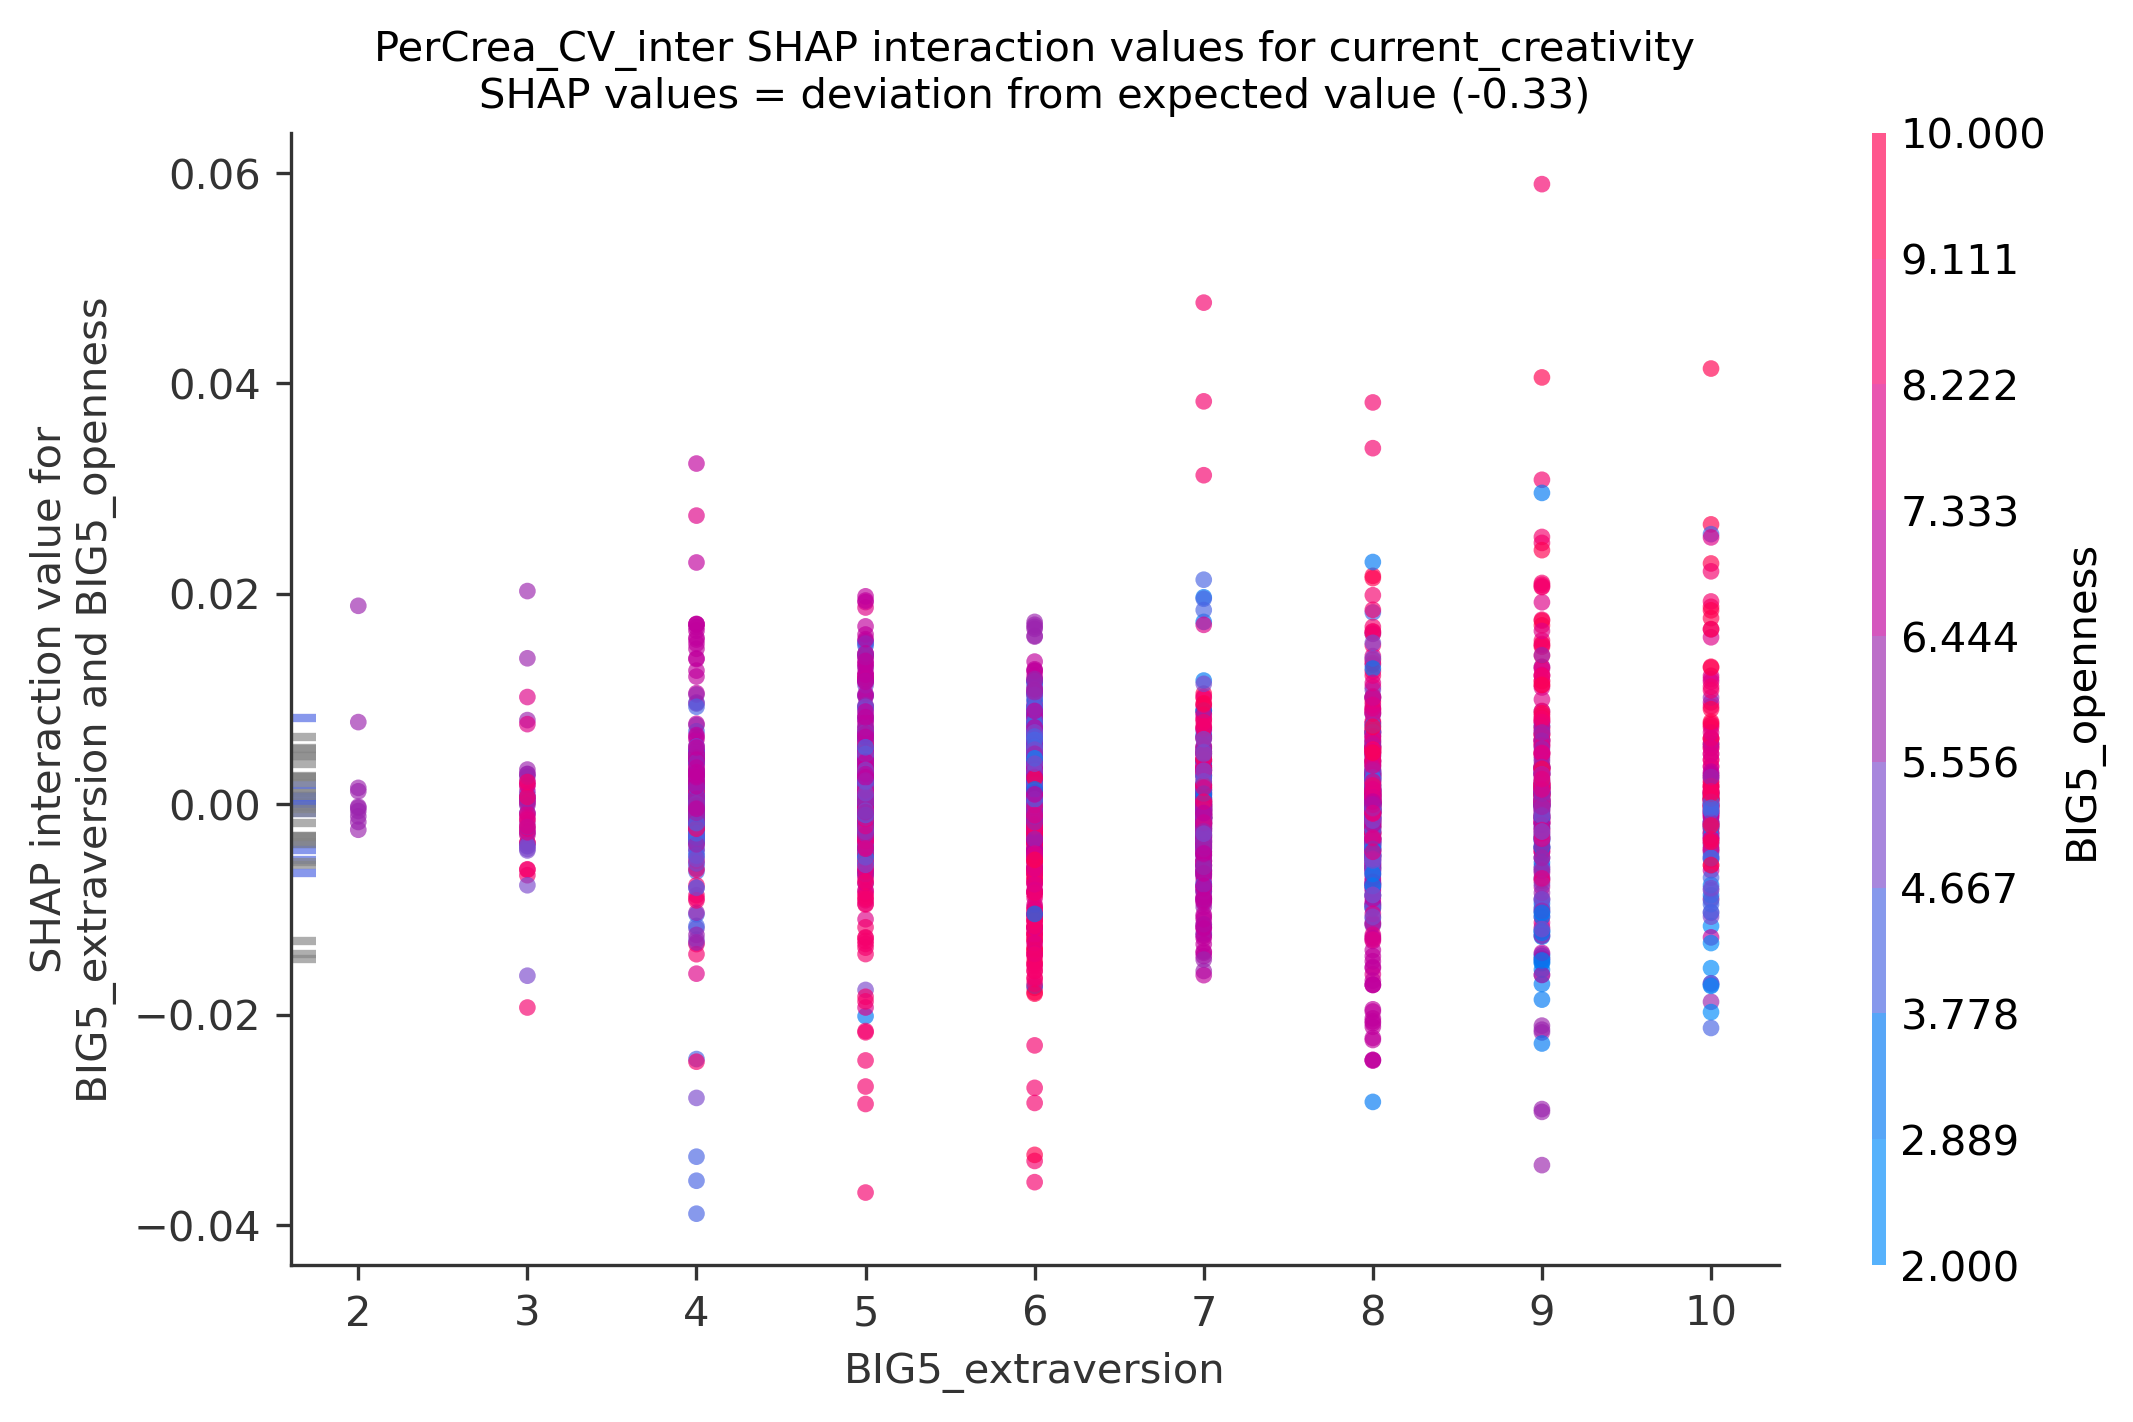 PerCrea_CV_inter SHAP interaction values for current_creativity
SHAP values = deviation from expected value (-0.33)
SHAP interaction value for
BIG5_extraversion and BIG5_openness
0.06
0.04
0.02
0.00
−0.02
−0.04
2 3 4 5 6 7 8 9 10
BIG5_extraversion
10.000
9.111
8.222
7.333
6.444
5.556
4.667
3.778
2.889
2.000
BIG5_openness